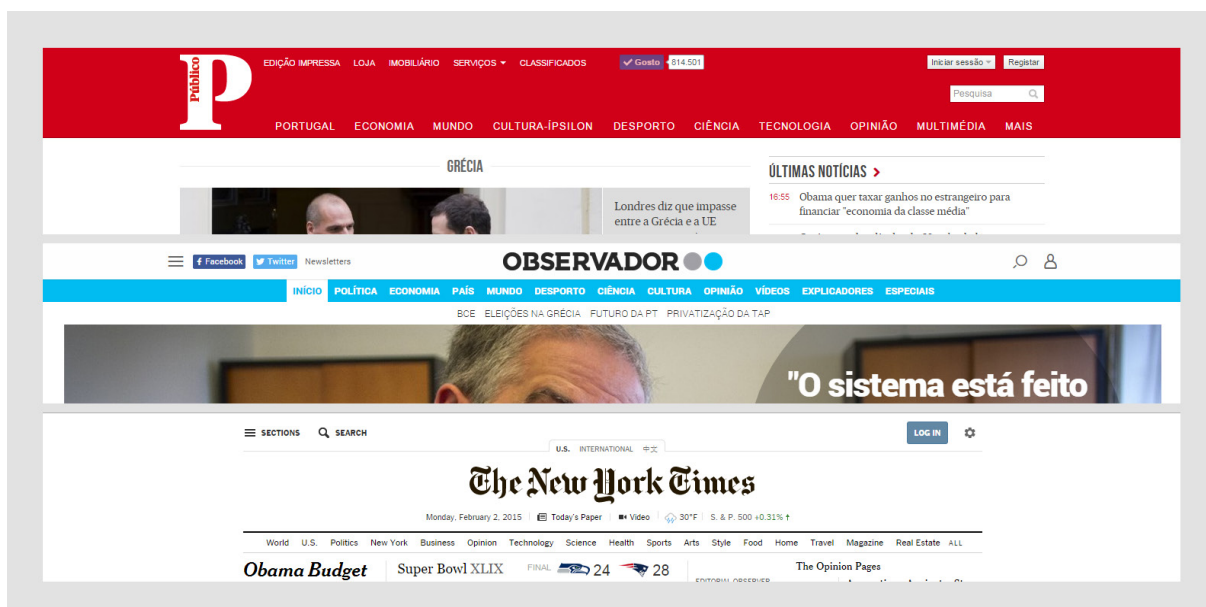 Público
EDIÇÃO IMPRESSA LOJA IMOBILIÁRIO SERVIÇOS CLASSIFICADOS Gosto 814.501 Iniciar sessão Registar
Pesquisa
PORTUGAL ECONOMIA MUNDO CULTURA-ÍPSILON DESPORTO CIÊNCIA TECNOLOGIA OPINIÃO MULTIMÉDIA MAIS
GRÉCIA
Londres diz que impasse
entre a Grécia e a UE
ÚLTIMAS NOTÍCIAS
16:55 Obama quer taxar ganhos no estrangeiro para
financiar "economia da classe média"
Facebook Twitter Newsletters OBSERVADOR
INÍCIO POLÍTICA ECONOMIA PAÍS MUNDO DESPORTO CIÊNCIA CULTURA OPINIÃO VÍDEOS EXPLICADORES ESPECIAIS
BCE ELEIÇÕES NA GRÉCIA FUTURO DA PT PRIVATIZAÇÃO DA TAP
"O sistema está feito
SECTIONS SEARCH LOG IN
U.S. INTERNATIONAL 中文
The New York Times
Monday, February 2, 2015 Today's Paper Video 30°F S. & P. 500 +0.31% ↑
World U.S. Politics New York Business Opinion Technology Science Health Sports Arts Style Food Home Travel Magazine Real Estate ALL
Obama Budget Super Bowl XLIX FINAL 24 28 The Opinion Pages
EDITORIAL OBSERVER